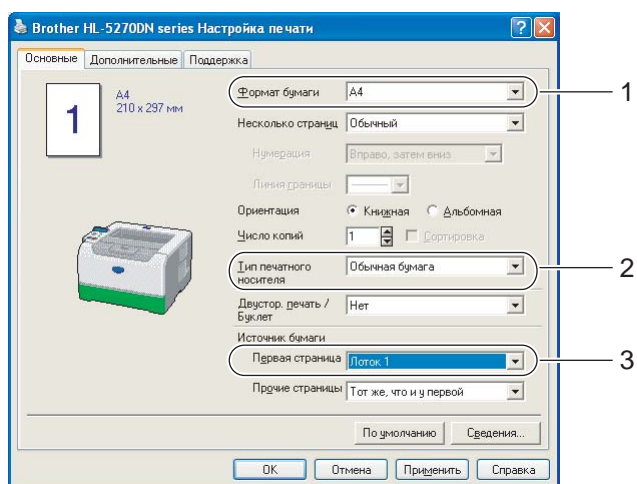 Brother HL-5270DN series Настройка печати
Основные Дополнительные Поддержка
1
A4
210 x 297 мм
Формат бумаги A4 1
Несколько страниц Обычный
Нумерация Вправо, затем вниз
Линия границы
Ориентация Книжная Альбомная
Число копий 1 Сортировка
Тип печатного носителя Обычная бумага 2
Двустор. печать / Буклет Нет
Источник бумаги
Первая страница Лоток 1 3
Прочие страницы Тот же, что и у первой
По умолчанию Сведения...
OK Отмена Применить Справка